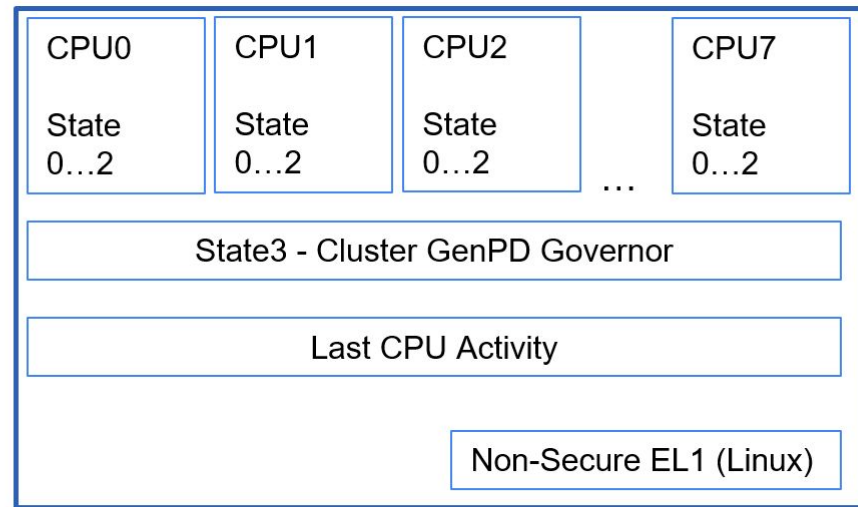 CPU0
State
0…2
CPU1
State
0…2
CPU2
State
0…2
…
CPU7
State
0…2
State3 - Cluster GenPD Governor
Last CPU Activity
Non-Secure EL1 (Linux)